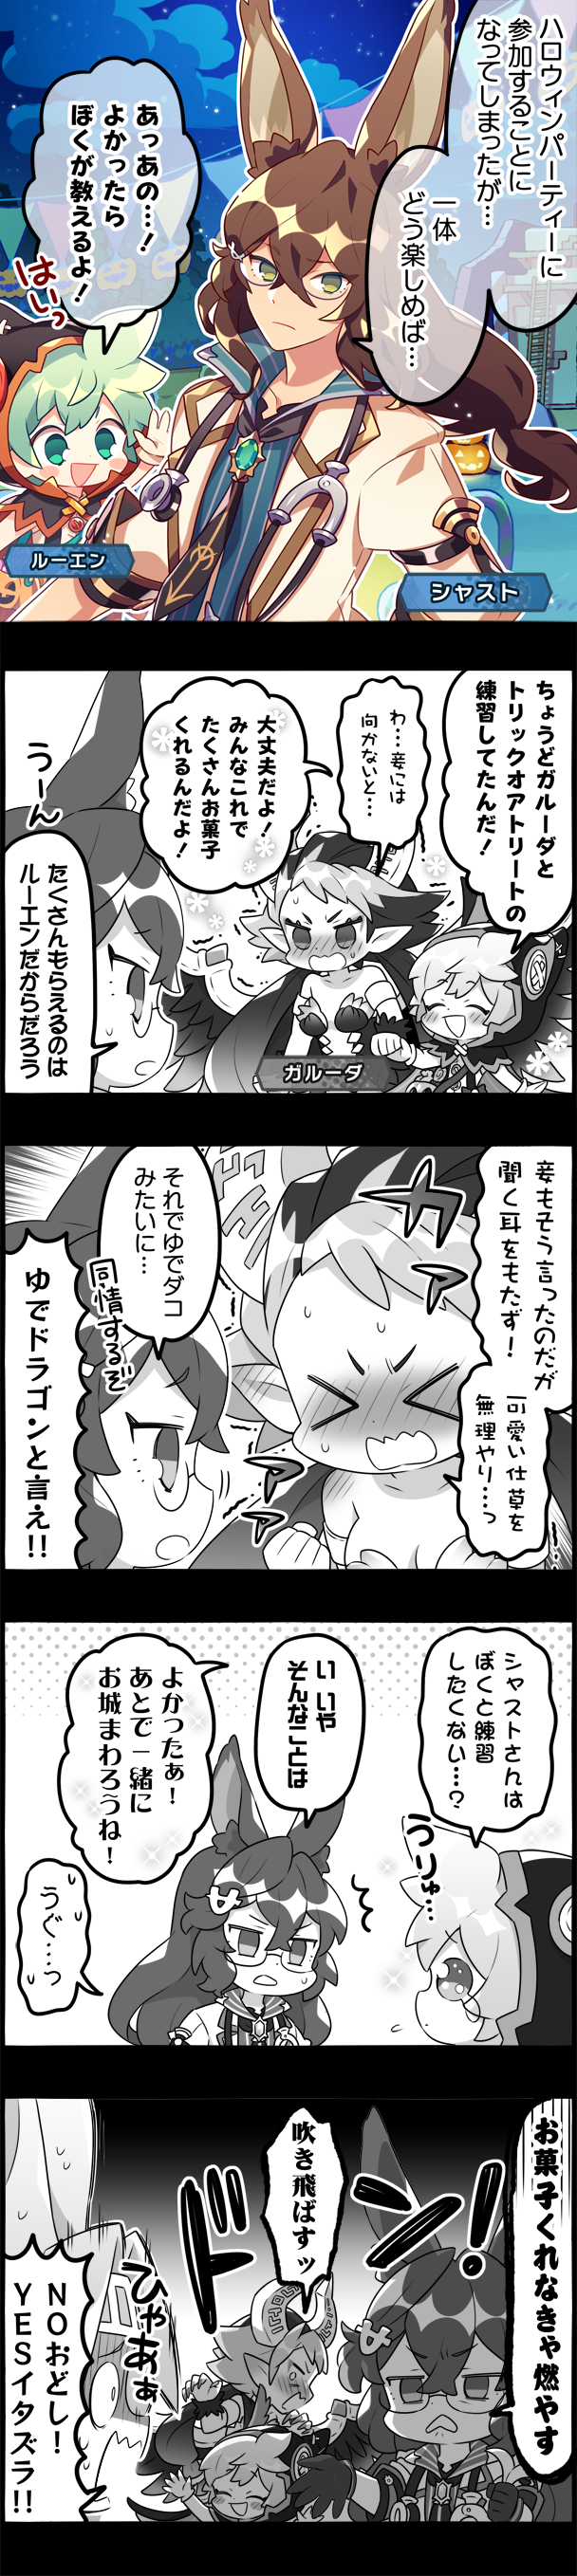 ハロウィンパーティーに
参加することに
なってしまったが…
一体
どう楽しめば…
あっあの…！
よかったら
ぼくが教えるよ！
はいっ
ルーエン
シャスト
ちょうどガルーダと
トリックオアトリートの
練習してたんだ！
わ…妾には
向かないと…
大丈夫だよ！
みんなこれで
たくさんお菓子
くれるんだよ！
うーん
たくさんもらえるのは
ルーエンだからだろう
ガルーダ
妾もそう言ったのだが
聞く耳をもたず！
可愛い仕草を
無理やり…っ
カァァァ
それでゆでダコ
みたいに…
同情するぞ
ゆでドラゴンと言え!!
シャストさんは
ぼくと練習
したくない…？
うりゅ…
い いや
そんなことは
よかったぁ！
あとで一緒に
お城まわろうね！
うぐ…っ
お菓子くれなきゃ燃やす
ドン！
吹き飛ばすッ
ひゃあぁ
NOおどし！
YESイタズラ!!